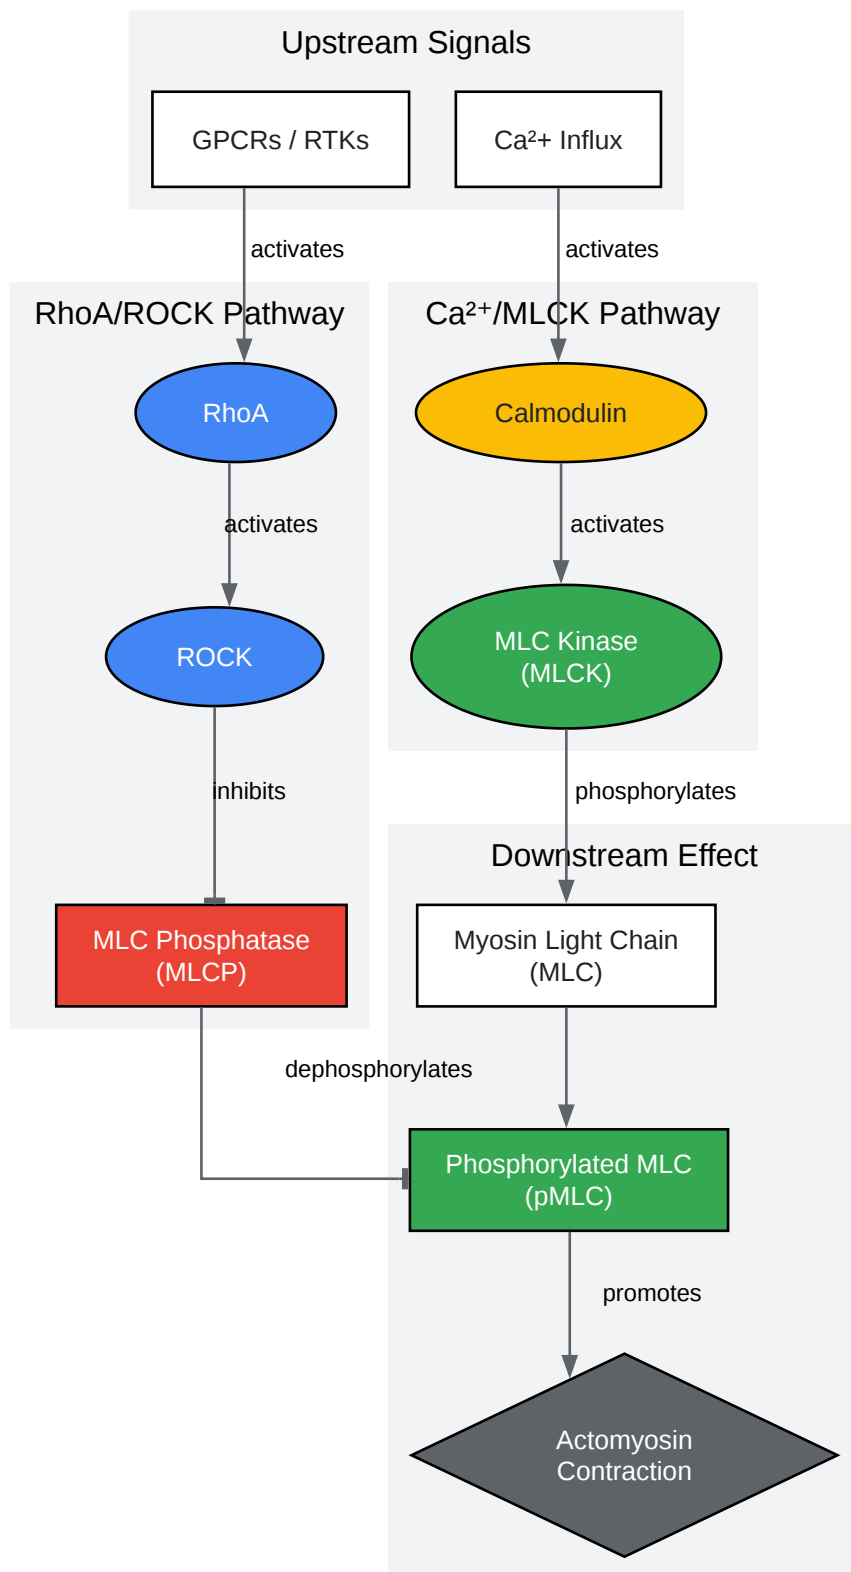 Upstream Signals
GPCRs / RTKs
Ca²+ Influx
activates
activates
RhoA/ROCK Pathway
Ca²⁺/MLCK Pathway
RhoA
Calmodulin
activates
activates
ROCK
MLC Kinase
(MLCK)
inhibits
phosphorylates
Downstream Effect
MLC Phosphatase
(MLCP)
Myosin Light Chain
(MLC)
dephosphorylates
Phosphorylated MLC
(pMLC)
promotes
Actomyosin
Contraction